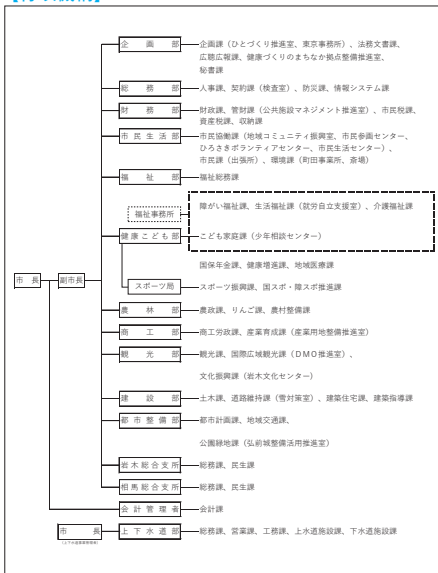 企画部 企画課（ひとづくり推進室、東京事務所）、法務文書課、
広聴広報課、健康づくりのまちなか拠点整備推進室、
秘書課
総務部 人事課、契約課（検査室）、防災課、情報システム課
財務部 財政課、管財課（公共施設マネジメント推進室）、市民税課、
資産税課、収納課
市民生活部 市民協働課（地域コミュニティ振興室、市民参画センター、
ひろさきボランティアセンター、市民生活センター）、
市民課（出張所）、環境課（町田事業所、斎場）
福祉部 福祉総務課
福祉事務所 障がい福祉課、生活福祉課（就労自立支援室）、介護福祉課
健康こども部 こども家庭課（少年相談センター）
国保年金課、健康増進課、地域医療課
市長 副市長 スポーツ局 スポーツ振興課、国スポ・障スポ推進課
農林部 農政課、りんご課、農村整備課
商工部 商工労政課、産業育成課（産業用地整備推進室）
観光部 観光課、国際広域観光課（DMO推進室）、
文化振興課（岩木文化センター）
建設部 土木課、道路維持課（雪対策室）、建築住宅課、建築指導課
都市整備部 都市計画課、地域交通課、
公園緑地課（弘前城整備活用推進室）
岩木総合支所 総務課、民生課
相馬総合支所 総務課、民生課
会計管理者 会計課
市長 上下水道部 総務課、営業課、工務課、上水道施設課、下水道施設課